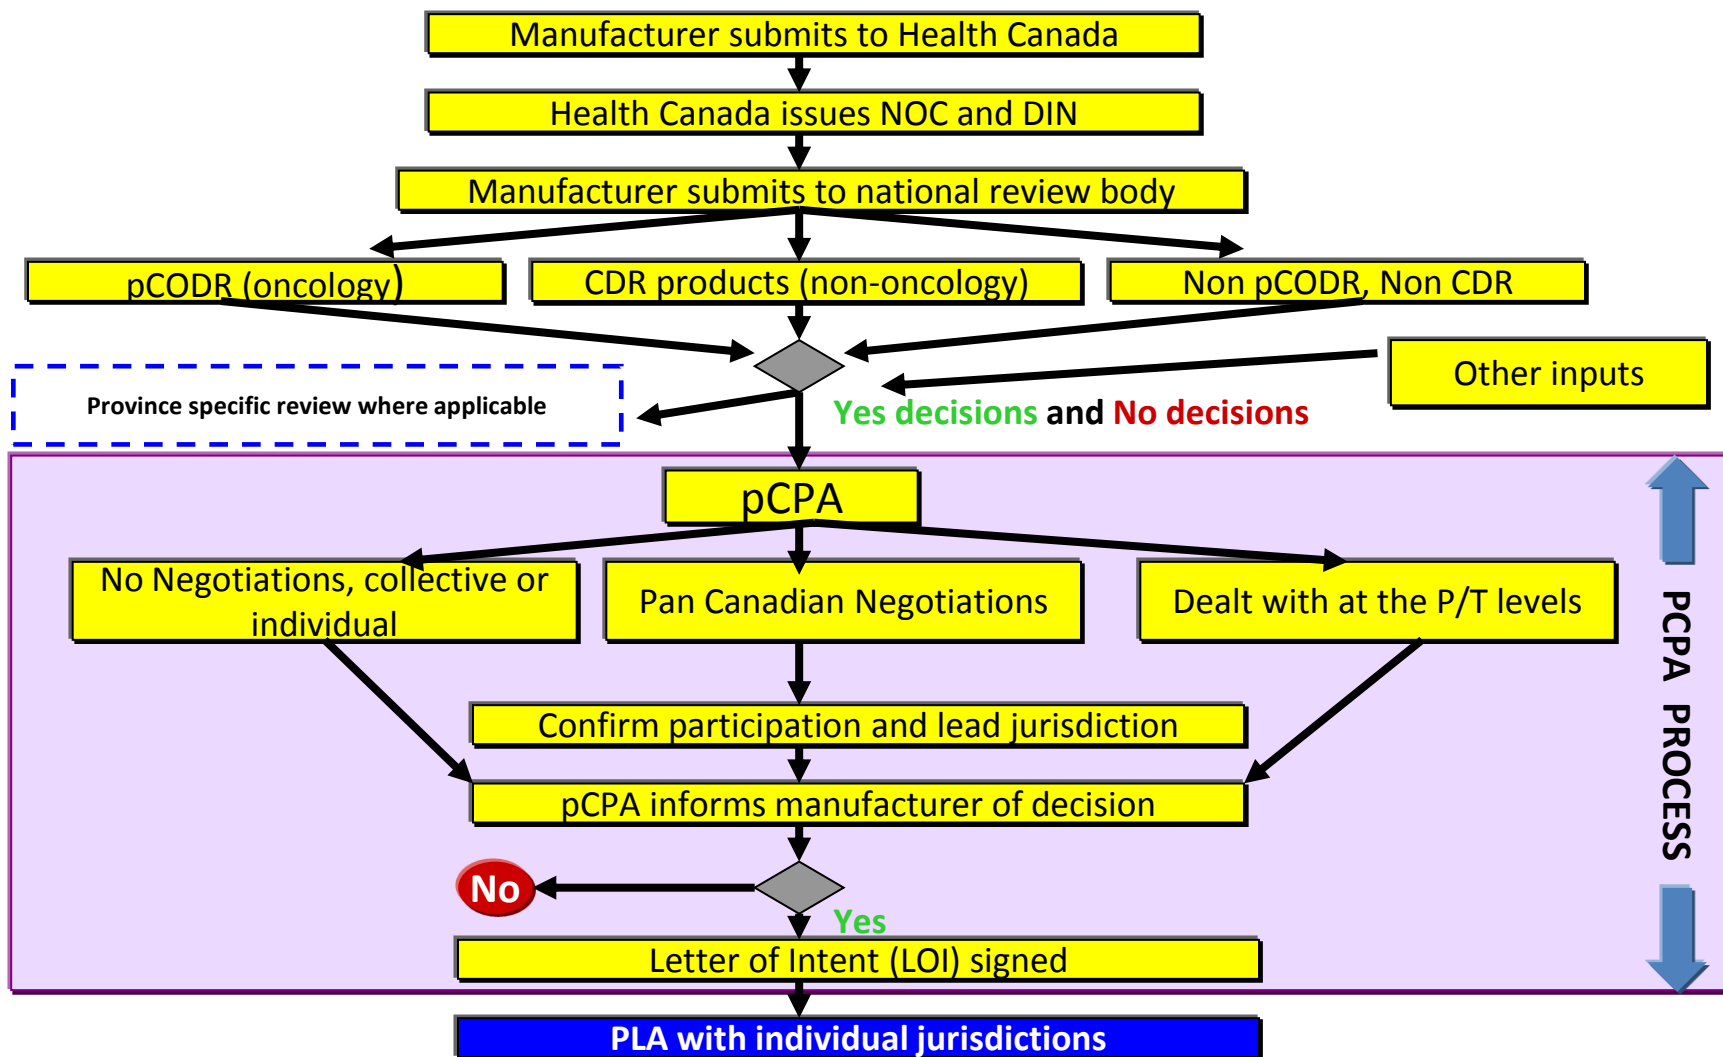 Manufacturer submits to Health Canada
Health Canada issues NOC and DIN
Manufacturer submits to national review body
pCODR (oncology)
CDR products (non-oncology)
Non pCODR, Non CDR
Other inputs
Province specific review where applicable
Yes decisions and No decisions
pCPA
No Negotiations, collective or
individual
Pan Canadian Negotiations
Dealt with at the P/T levels
PCPA PROCESS
Confirm participation and lead jurisdiction
pCPA informs manufacturer of decision
No
Yes
Letter of Intent (LOI) signed
PLA with individual jurisdictions